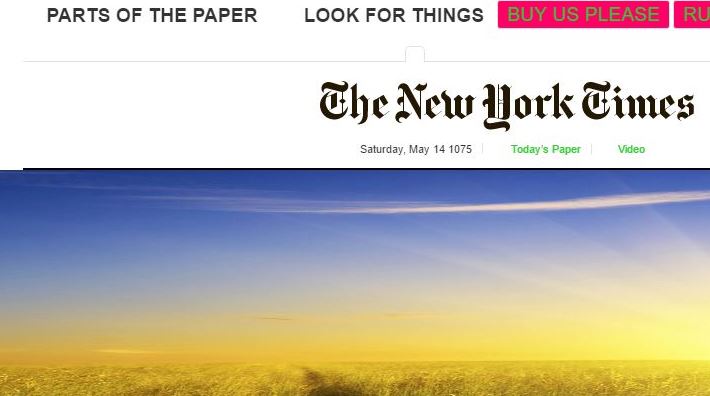 PARTS OF THE PAPER LOOK FOR THINGS BUY US PLEASE RU
The New York Times
Saturday, May 14 1075 Today's Paper Video